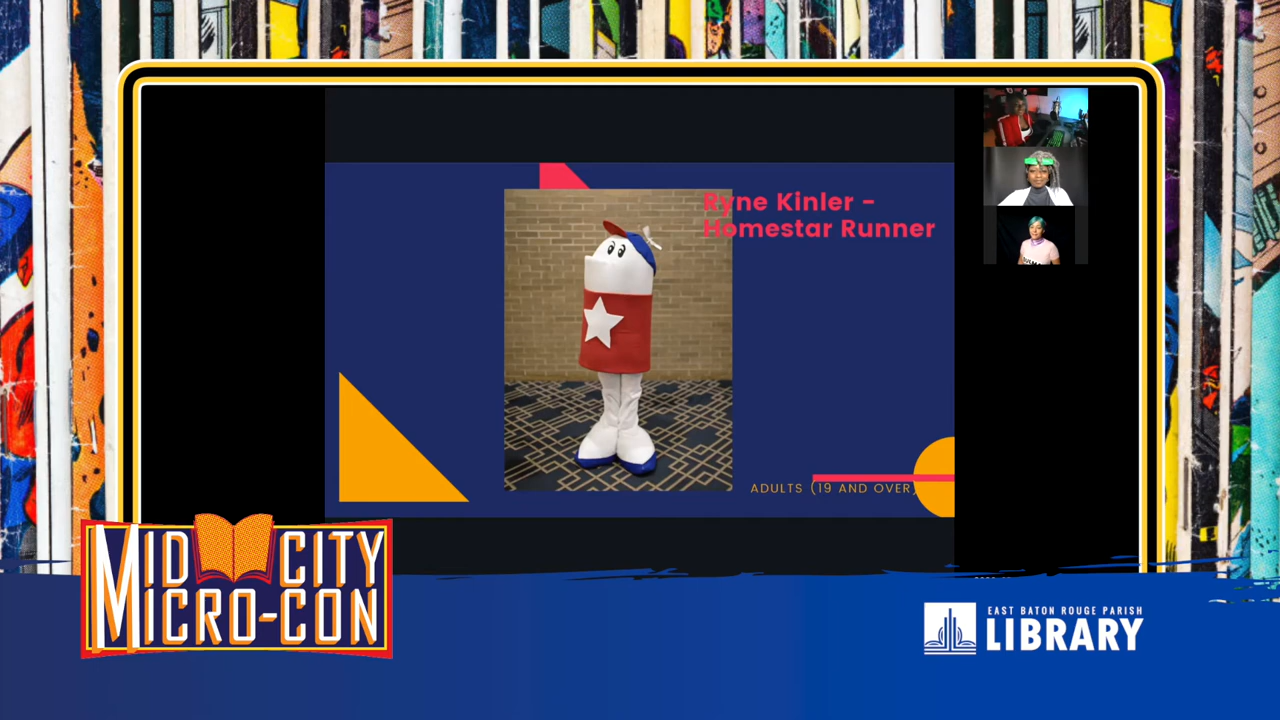 Ryne Kinler -
Homestar Runner
ADULTS (19 AND OVER)
MID CITY
MICRO-CON
EAST BATON ROUGE PARISH
LIBRARY